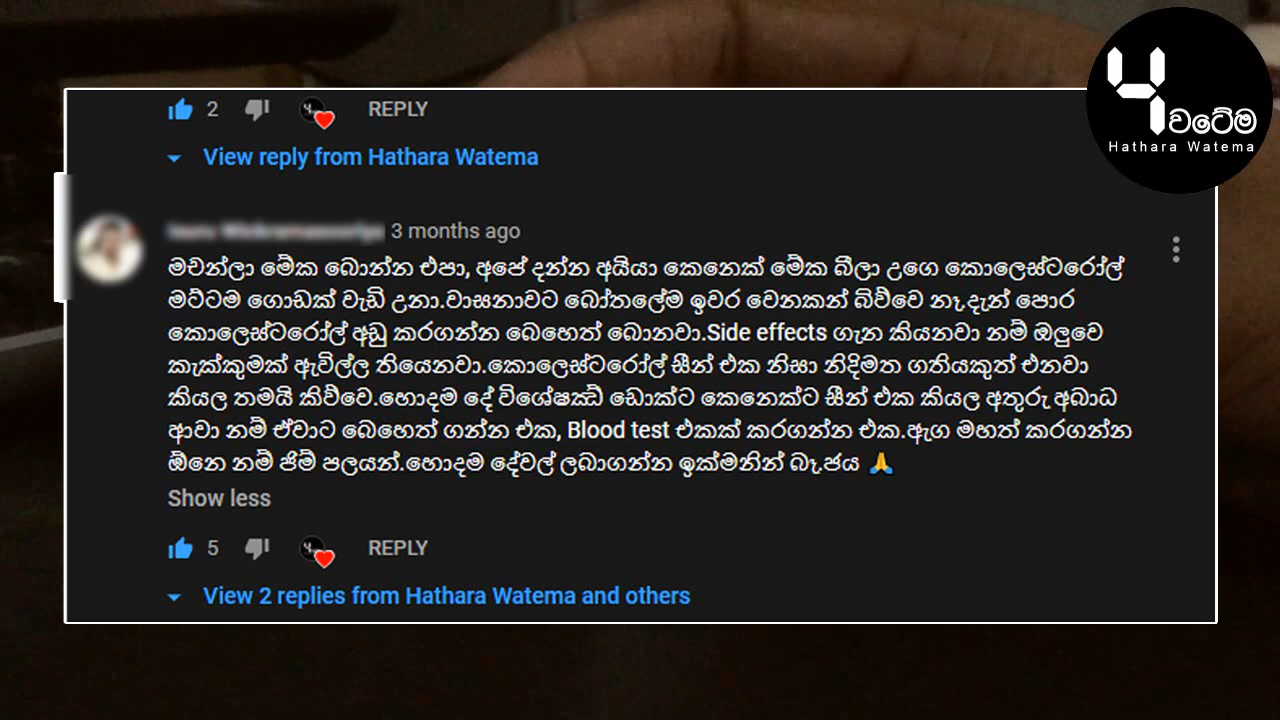 4
වටේම
Hathara Watema
2 REPLY
View reply from Hathara Watema
3 months ago
මචන්ලා මේක බොන්න එපා, අපේ දන්න අයියා කෙනෙක් මේක බීලා උගෙ කොලෙස්ටරෝල්
මට්ටම ගොඩක් වැඩි උනා.වාසනාවට බෝතලේම ඉවර වෙනකන් බිව්වෙ නෑ.දැන් පොර
කොලෙස්ටරෝල් අඩු කරගන්න බෙහෙත් බොනවා.Side effects ගැන කියනවා නම් ඔලුවෙ
කැක්කුමක් ඇවිල්ල තියෙනවා.කොලෙස්ටරෝල් සීන් එක නිසා නිදිමත ගතියකුත් එනවා
කියල තමයි කිව්වෙ.හොදම දේ විශේෂඣ ඩොක්ට කෙනෙක්ට සීන් එක කියල අතුරු අබාධ
ආවා නම් ඒවාට බෙහෙත් ගන්න එක, Blood test එකක් කරගන්න එක.ඇග මහත් කරගන්න
ඕනෙ නම් ජිම් පලයන්.හොදම දේවල් ලබාගන්න ඉක්මනින් බෑ.ජය 🙏
Show less
5 REPLY
View 2 replies from Hathara Watema and others